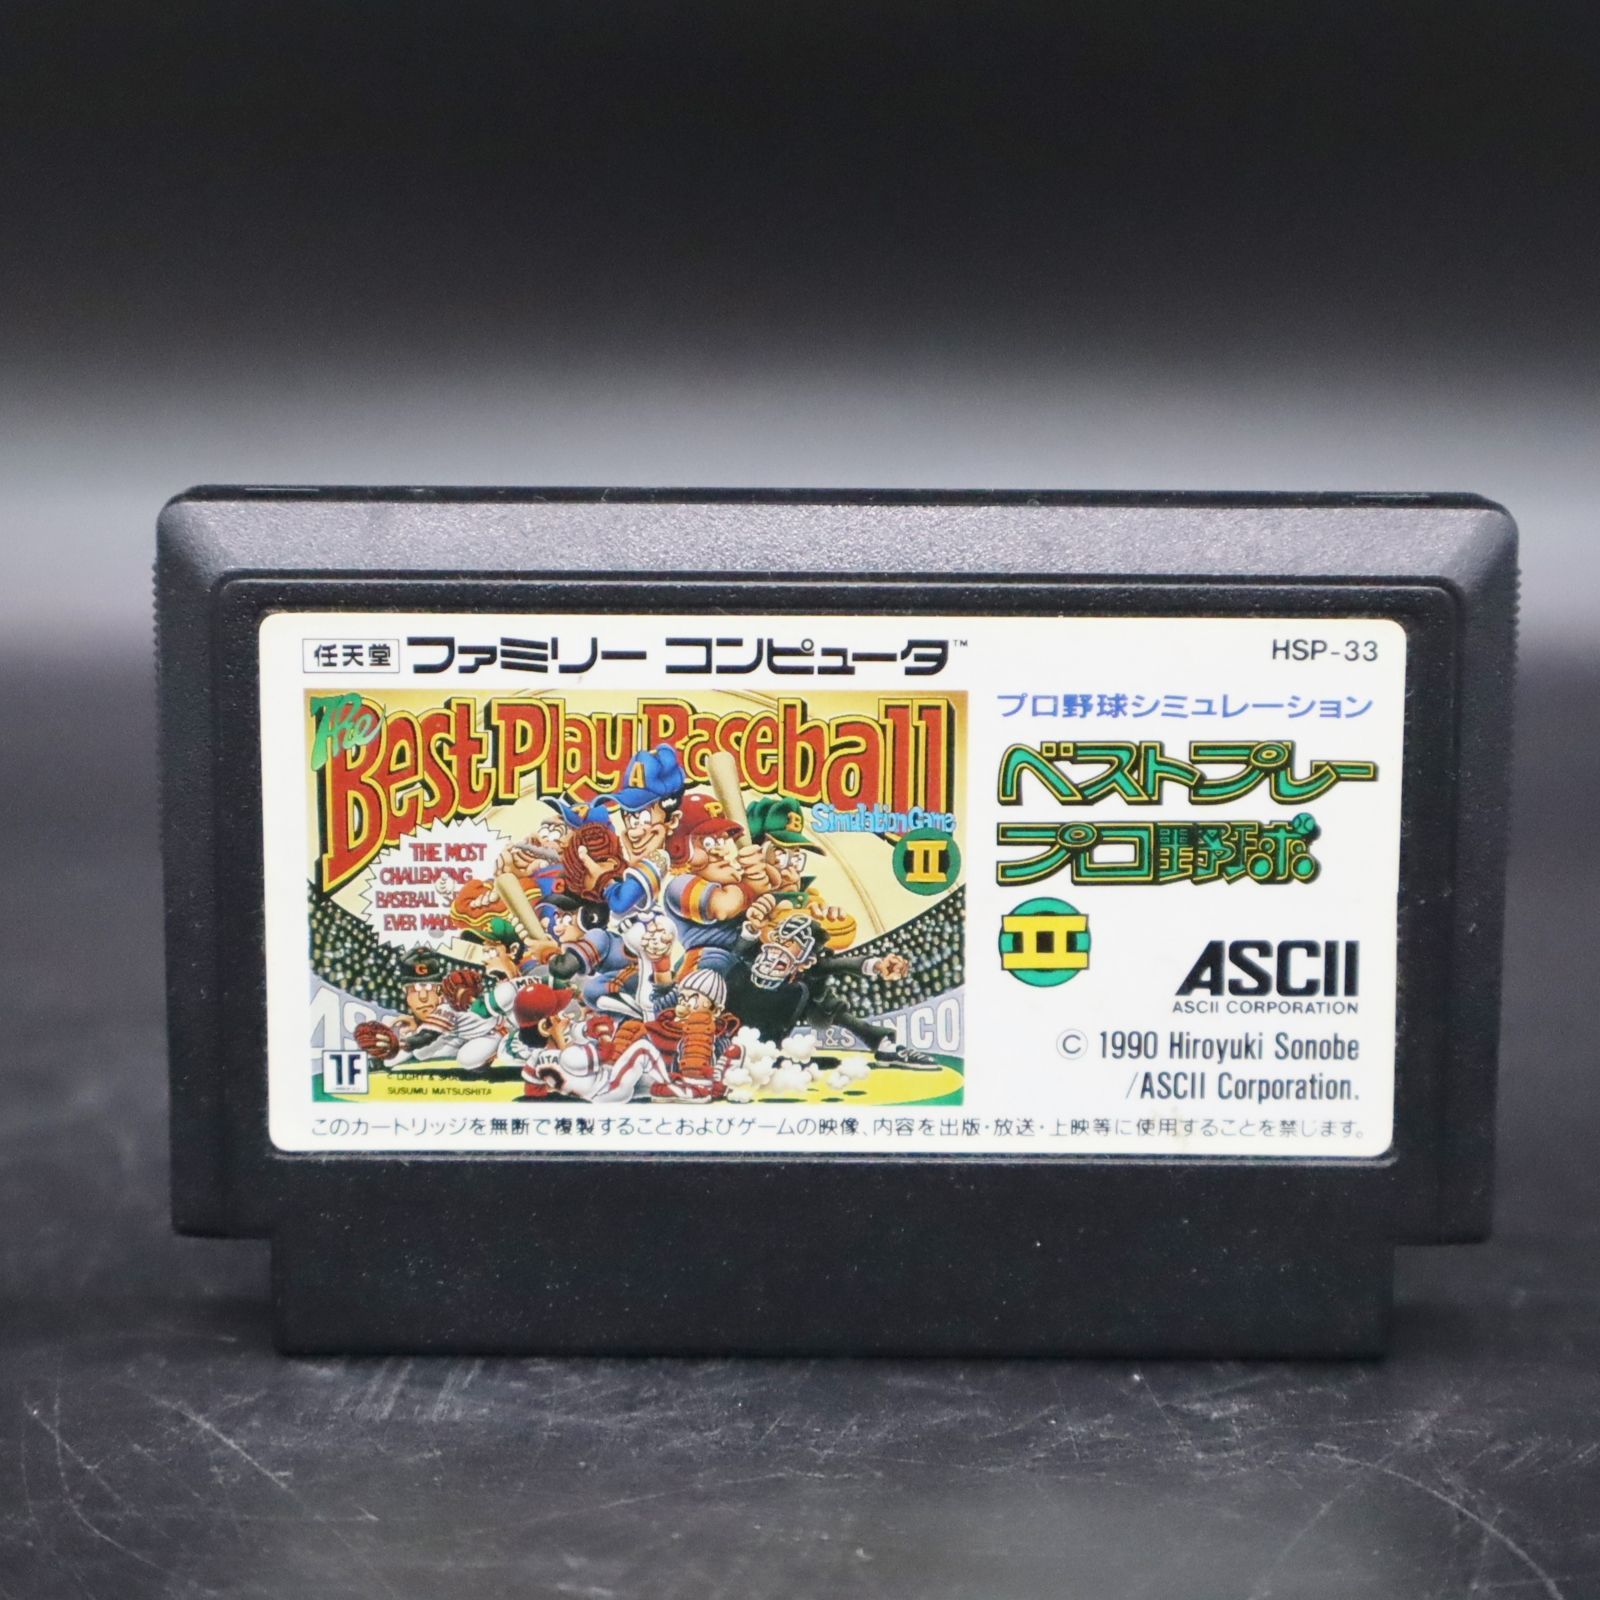 任天堂 ファミリー コンピュータ™
HSP-33
The Best Play Baseball
Simulation Game
II
THE MOST
CHALLENGING
BASEBALL
EVER MADE
プロ野球シミュレーション
ベストプレー
プロ野球
II
ASCII
ASCII CORPORATION
© 1990 Hiroyuki Sonobe
/ASCII Corporation.
1F
SUSUMU MATSUSHITA
このカートリッジを無断で複製することおよびゲームの映像、内容を出版・放送・上映等に使用することを禁じます。